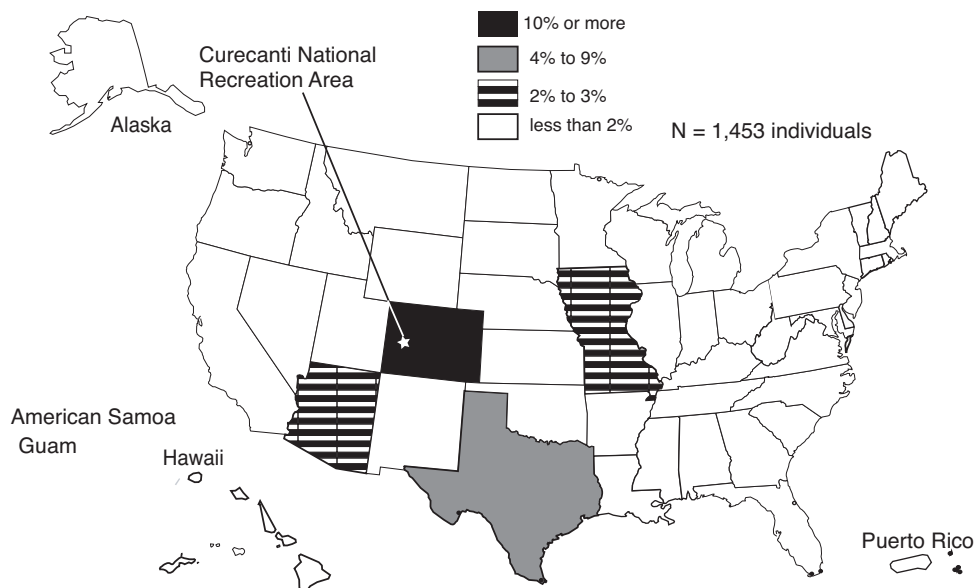 10% or more
4% to 9%
2% to 3%
less than 2%
N = 1,453 individuals
Curecanti National
Recreation Area
Alaska
American Samoa
Guam
Hawaii
Puerto Rico